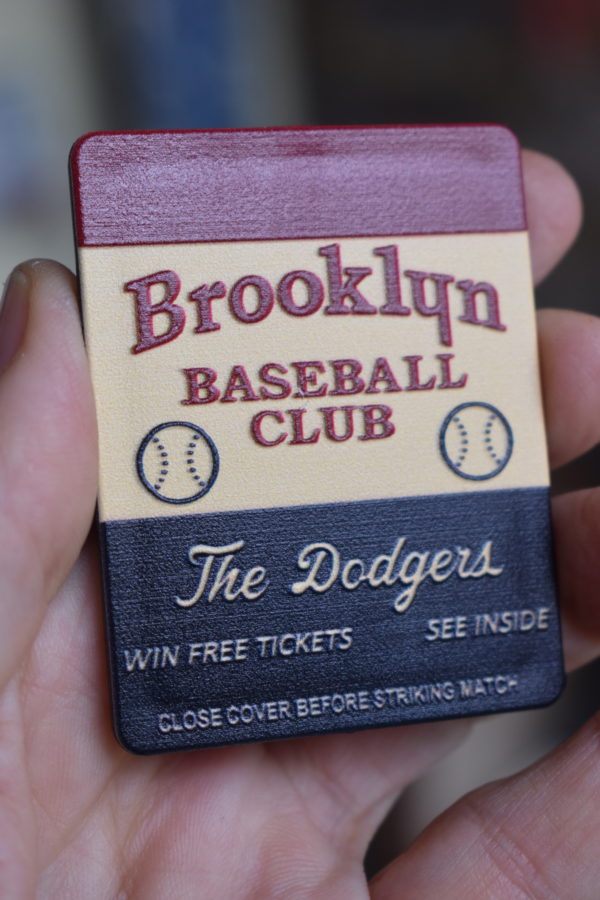 Brooklyn
BASEBALL
CLUB
The Dodgers
WIN FREE TICKETS SEE INSIDE
CLOSE COVER BEFORE STRIKING MATCH